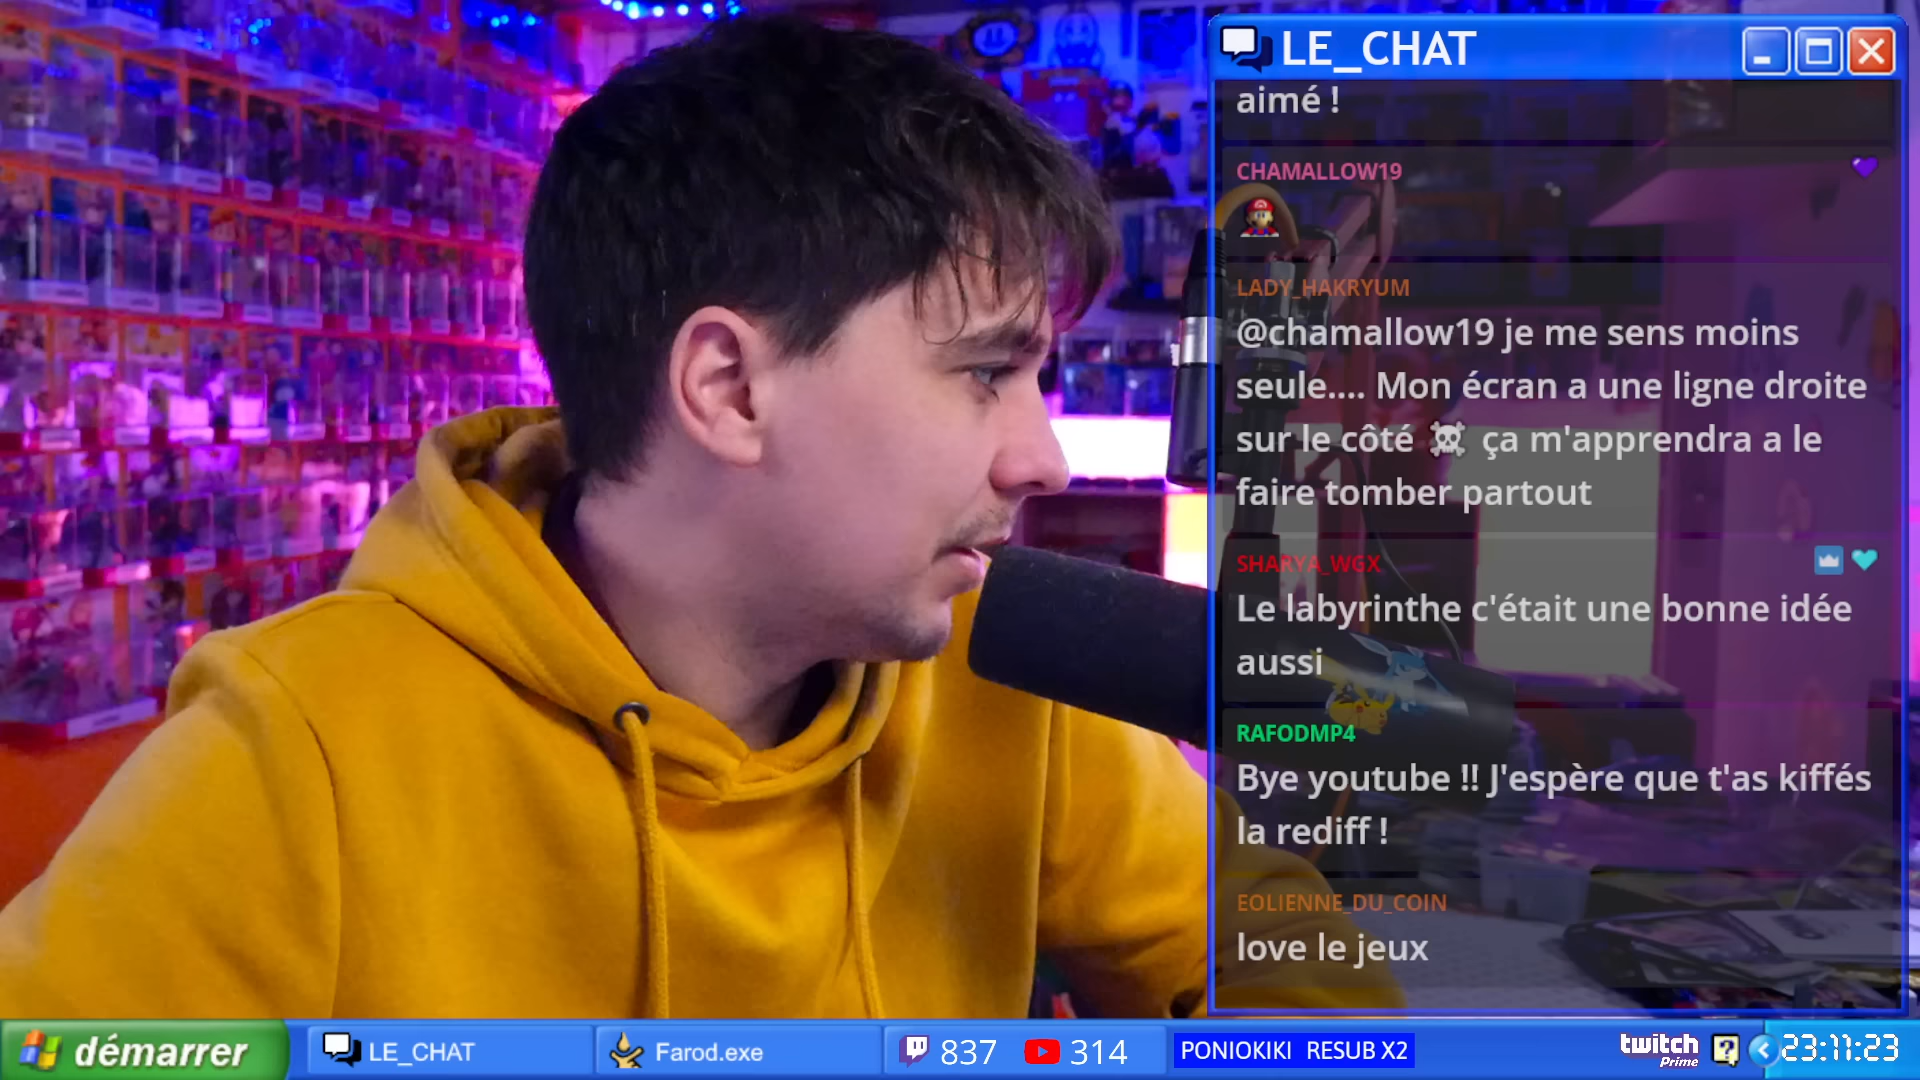 LE_CHAT
aimé !
CHAMALLOW19
LADY_HAKRYUM
@chamallow19 je me sens moins
seule.... Mon écran a une ligne droite
sur le côté ☠ ça m'apprendra a le
faire tomber partout
SHARYA_WGX
Le labyrinthe c'était une bonne idée
aussi
RAFODMP4
Bye youtube !! J'espère que t'as kiffés
la rediff !
EOLIENNE_DU_COIN
love le jeux
démarrer
LE_CHAT
Farod.exe
837
314
PONIOKIKI RESUB X2
twitch
Prime
23:11:23